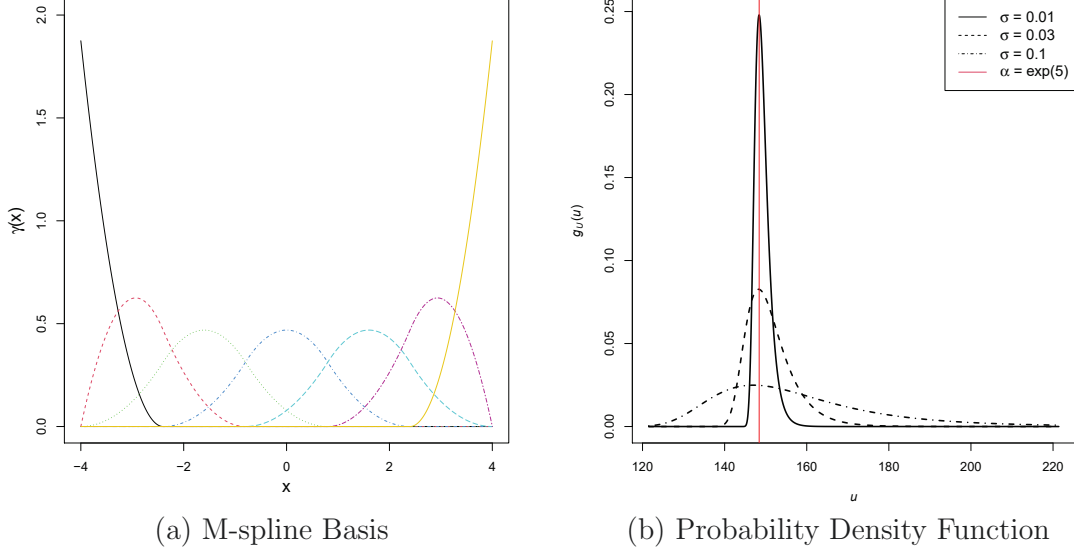 2.0
1.5
1.0
0.5
0.0
γ(x)
−4
−2
0
2
4
x
(a) M-spline Basis
0.25
0.20
0.15
0.10
0.05
0.00
g_U(u)
σ = 0.01
σ = 0.03
σ = 0.1
α = exp(5)
120
140
160
180
200
220
u
(b) Probability Density Function